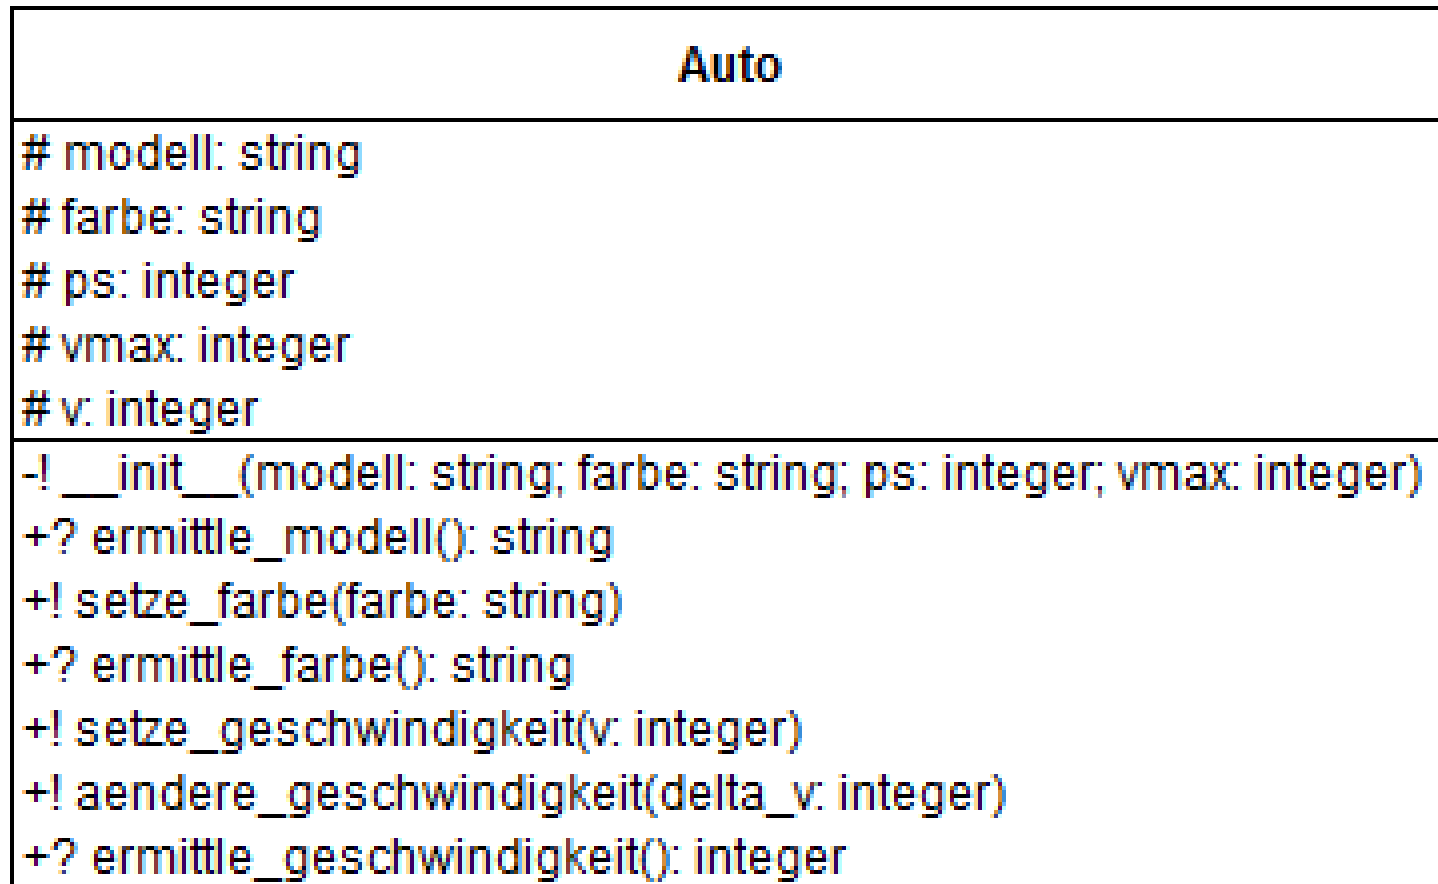 Auto
# modell: string
# farbe: string
# ps: integer
# vmax: integer
# v: integer
-! __init__(modell: string; farbe: string; ps: integer; vmax: integer)
+? ermittle_modell(): string
+! setze_farbe(farbe: string)
+? ermittle_farbe(): string
+! setze_geschwindigkeit(v: integer)
+! aendere_geschwindigkeit(delta_v: integer)
+? ermittle_geschwindigkeit(): integer